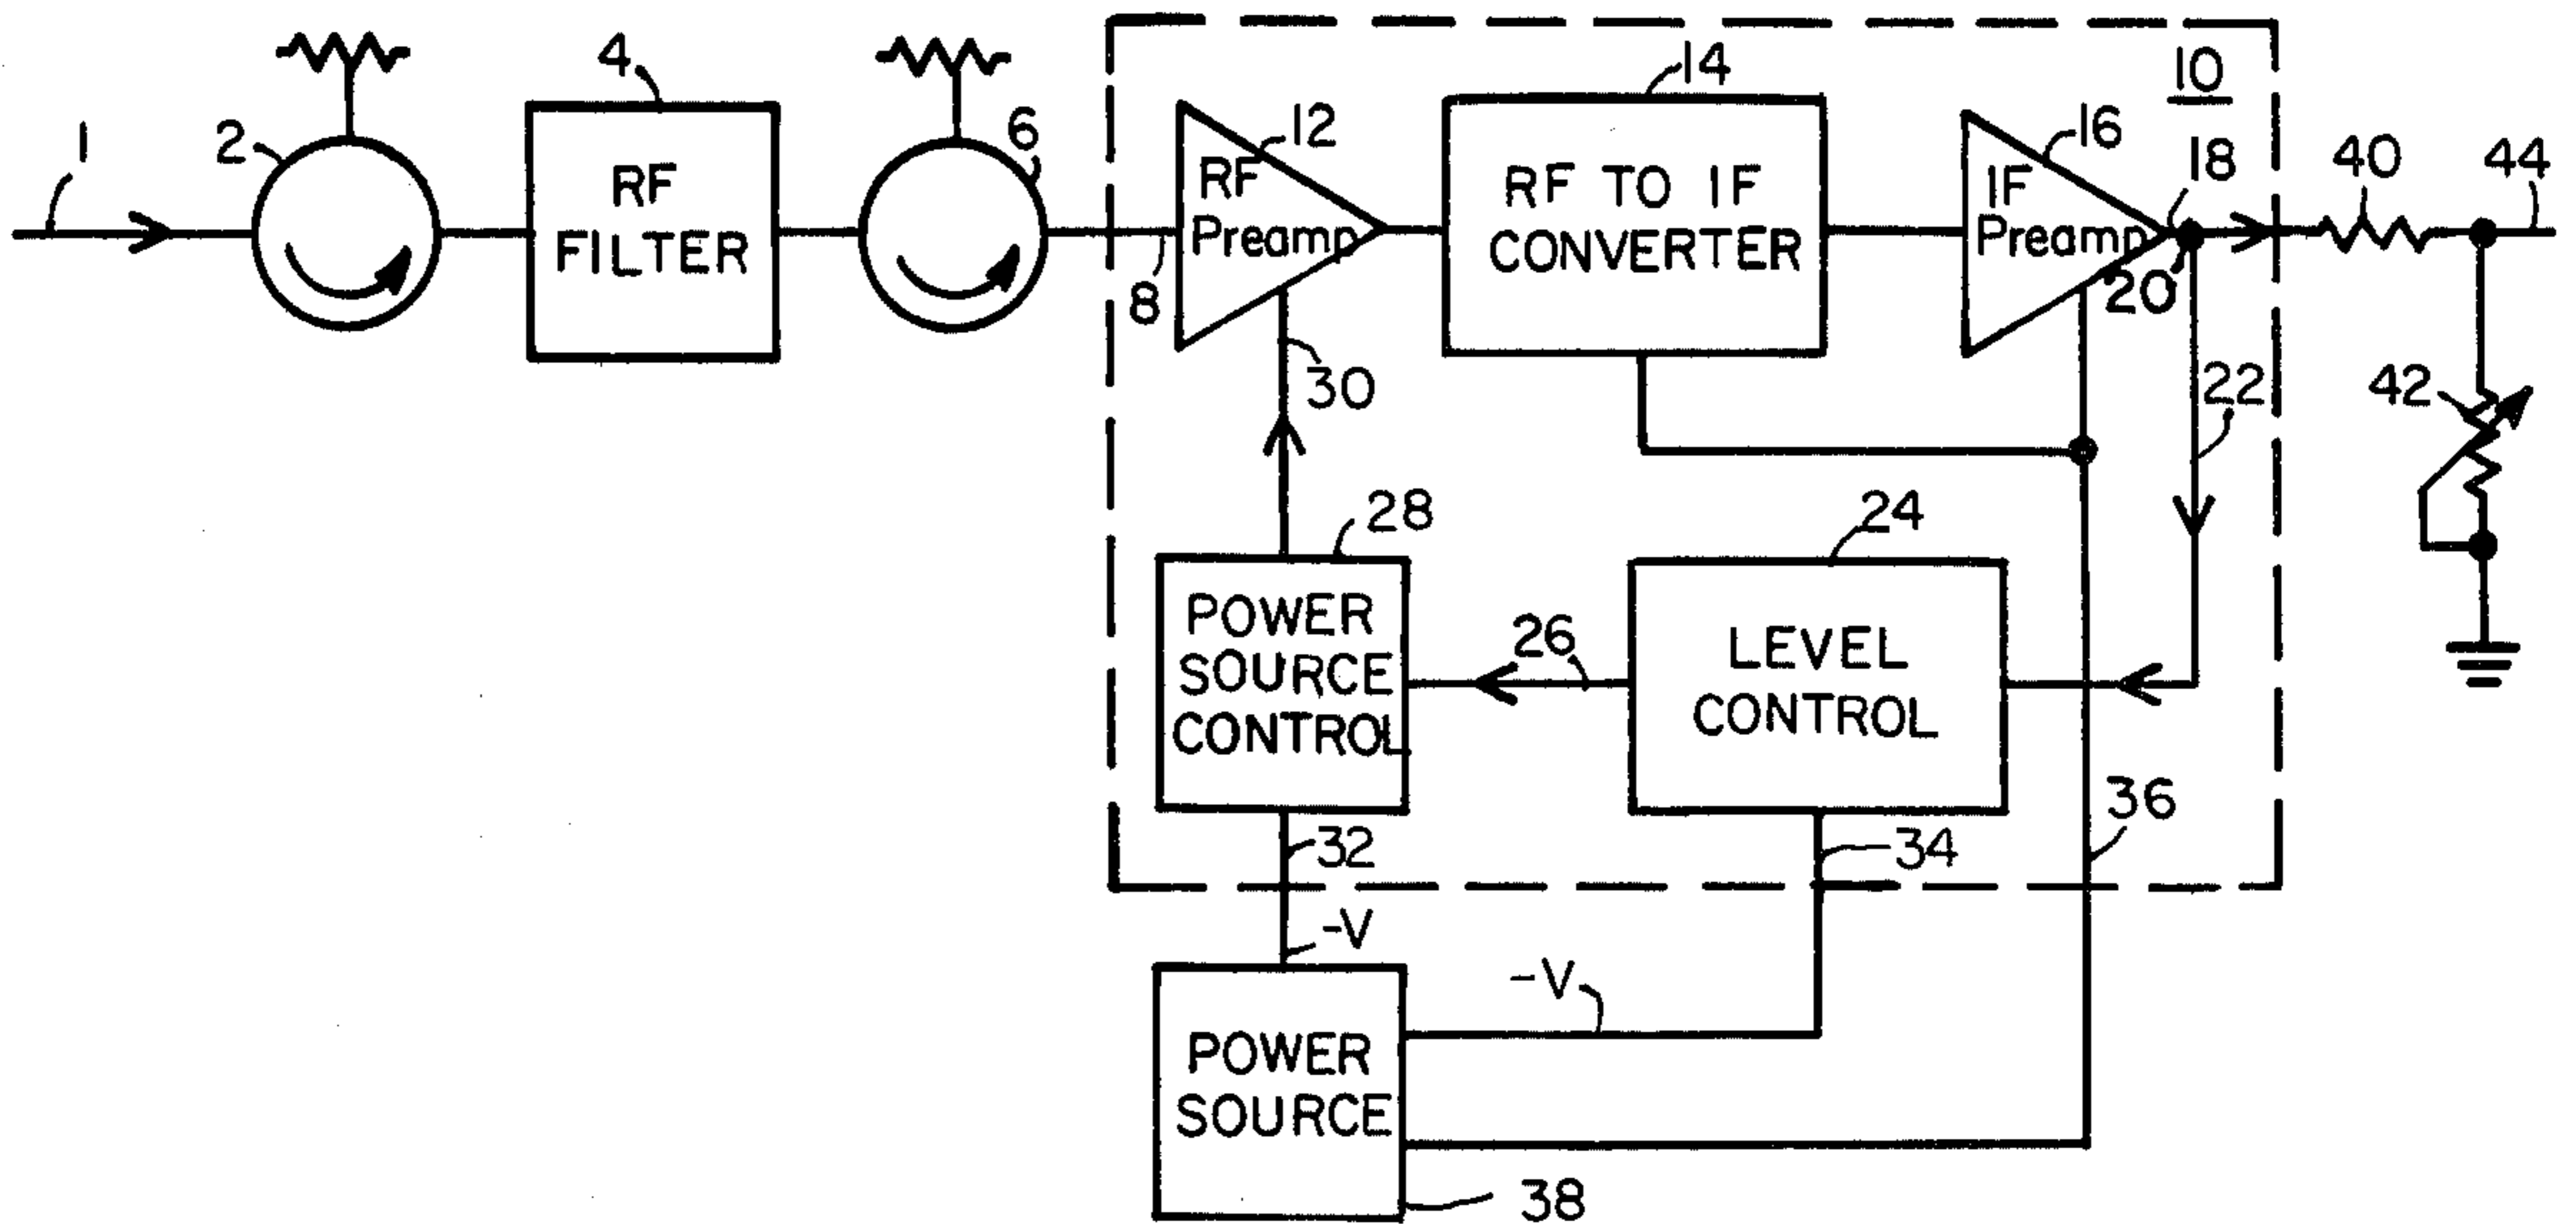 1
2
4
RF
FILTER
6
8
10
12
RF
Preamp
14
RF TO IF
CONVERTER
16
IF
Preamp
18
20
40
44
30
22
42
28
POWER
SOURCE
CONTROL
26
24
LEVEL
CONTROL
32
34
36
-V
-V
POWER
SOURCE
38